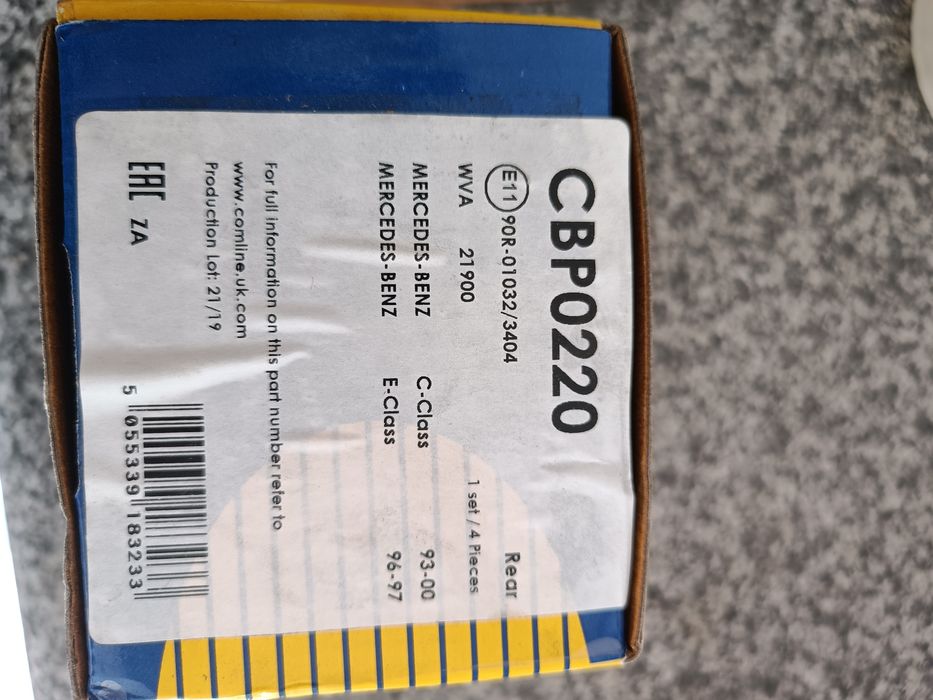 CBP0220
E11 90R-01032/3404 Rear
WVA 21900 1 set / 4 Pieces
MERCEDES-BENZ C-Class 93-00
MERCEDES-BENZ E-Class 96-97
For full information on this part number refer to
www.comline.uk.com
Production Lot: 21/19
EAC ZA
5 055339 183233